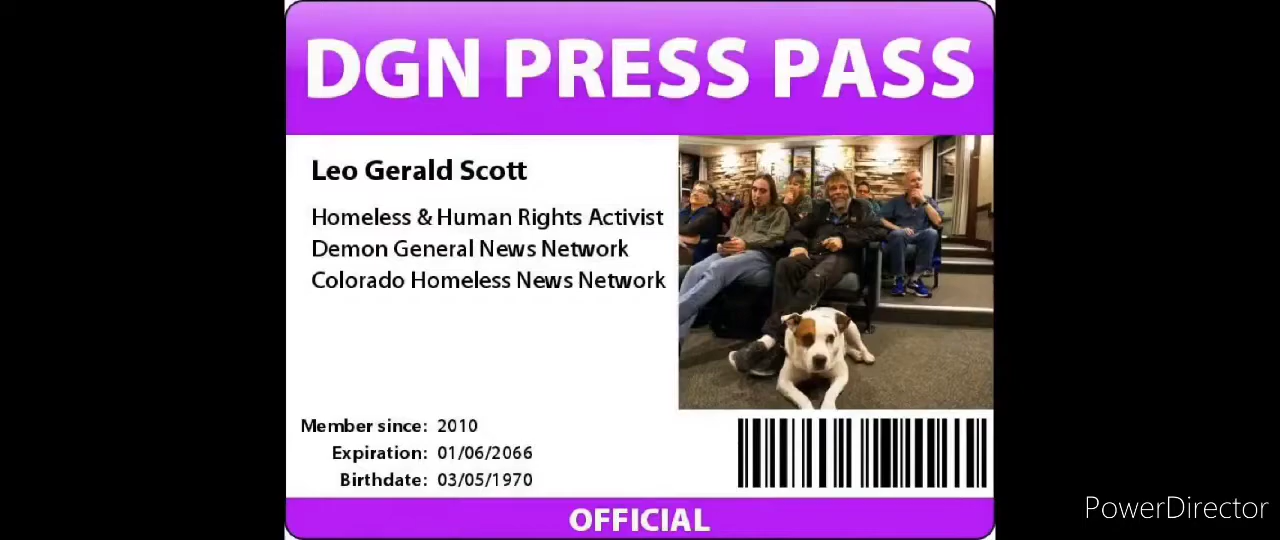 DGN PRESS PASS
Leo Gerald Scott
Homeless & Human Rights Activist
Demon General News Network
Colorado Homeless News Network
Member since: 2010
Expiration: 01/06/2066
Birthdate: 03/05/1970
OFFICIAL
PowerDirector